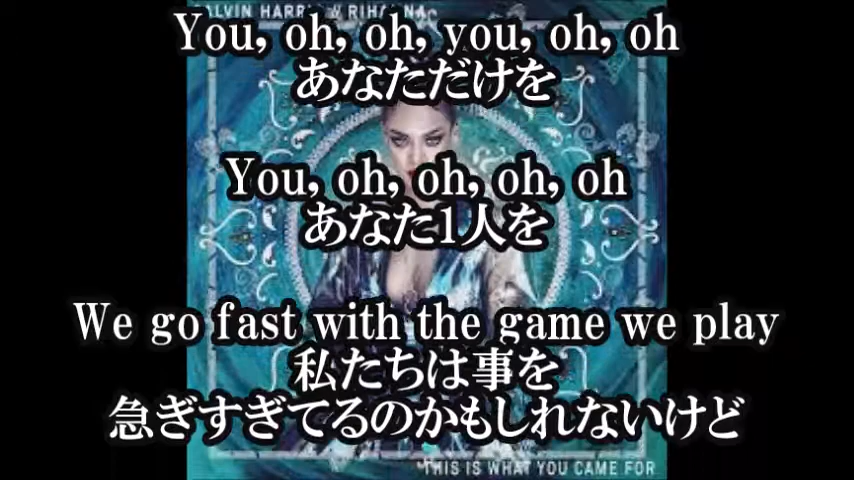 ALVIN HARRIS W RIHANNA
You, oh, oh, you, oh, oh
あなただけを
You, oh, oh, oh, oh
あなた1人を
We go fast with the game we play
私たちは事を
急ぎすぎてるのかもしれないけど
THIS IS WHAT YOU CAME FOR